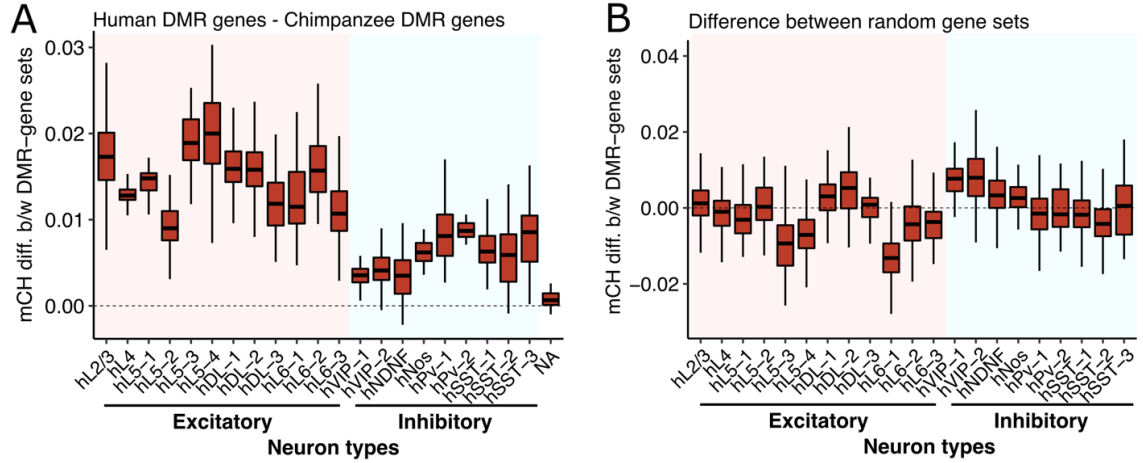 A
Human DMR genes - Chimpanzee DMR genes
mCH diff. b/w DMR−gene sets
0.03
0.02
0.01
0.00
hL2/3
hL4
hL5−1
hL5−2
hL5−3
hL5−4
hDL−1
hDL−2
hDL−3
hL6−1
hL6−2
hL6−3
hVIP−1
hVIP−2
hNDNF
hNos
hPv−1
hPv−2
hSST−1
hSST−2
hSST−3
NA
Excitatory
Inhibitory
Neuron types
B
Difference between random gene sets
mCH diff. b/w DMR−gene sets
0.04
0.02
0.00
−0.02
hL2/3
hL4
hL5−1
hL5−2
hL5−3
hL5−4
hDL−1
hDL−2
hDL−3
hL6−1
hL6−2
hL6−3
hVIP−1
hVIP−2
hNDNF
hNos
hPv−1
hPv−2
hSST−1
hSST−2
hSST−3
Excitatory
Inhibitory
Neuron types